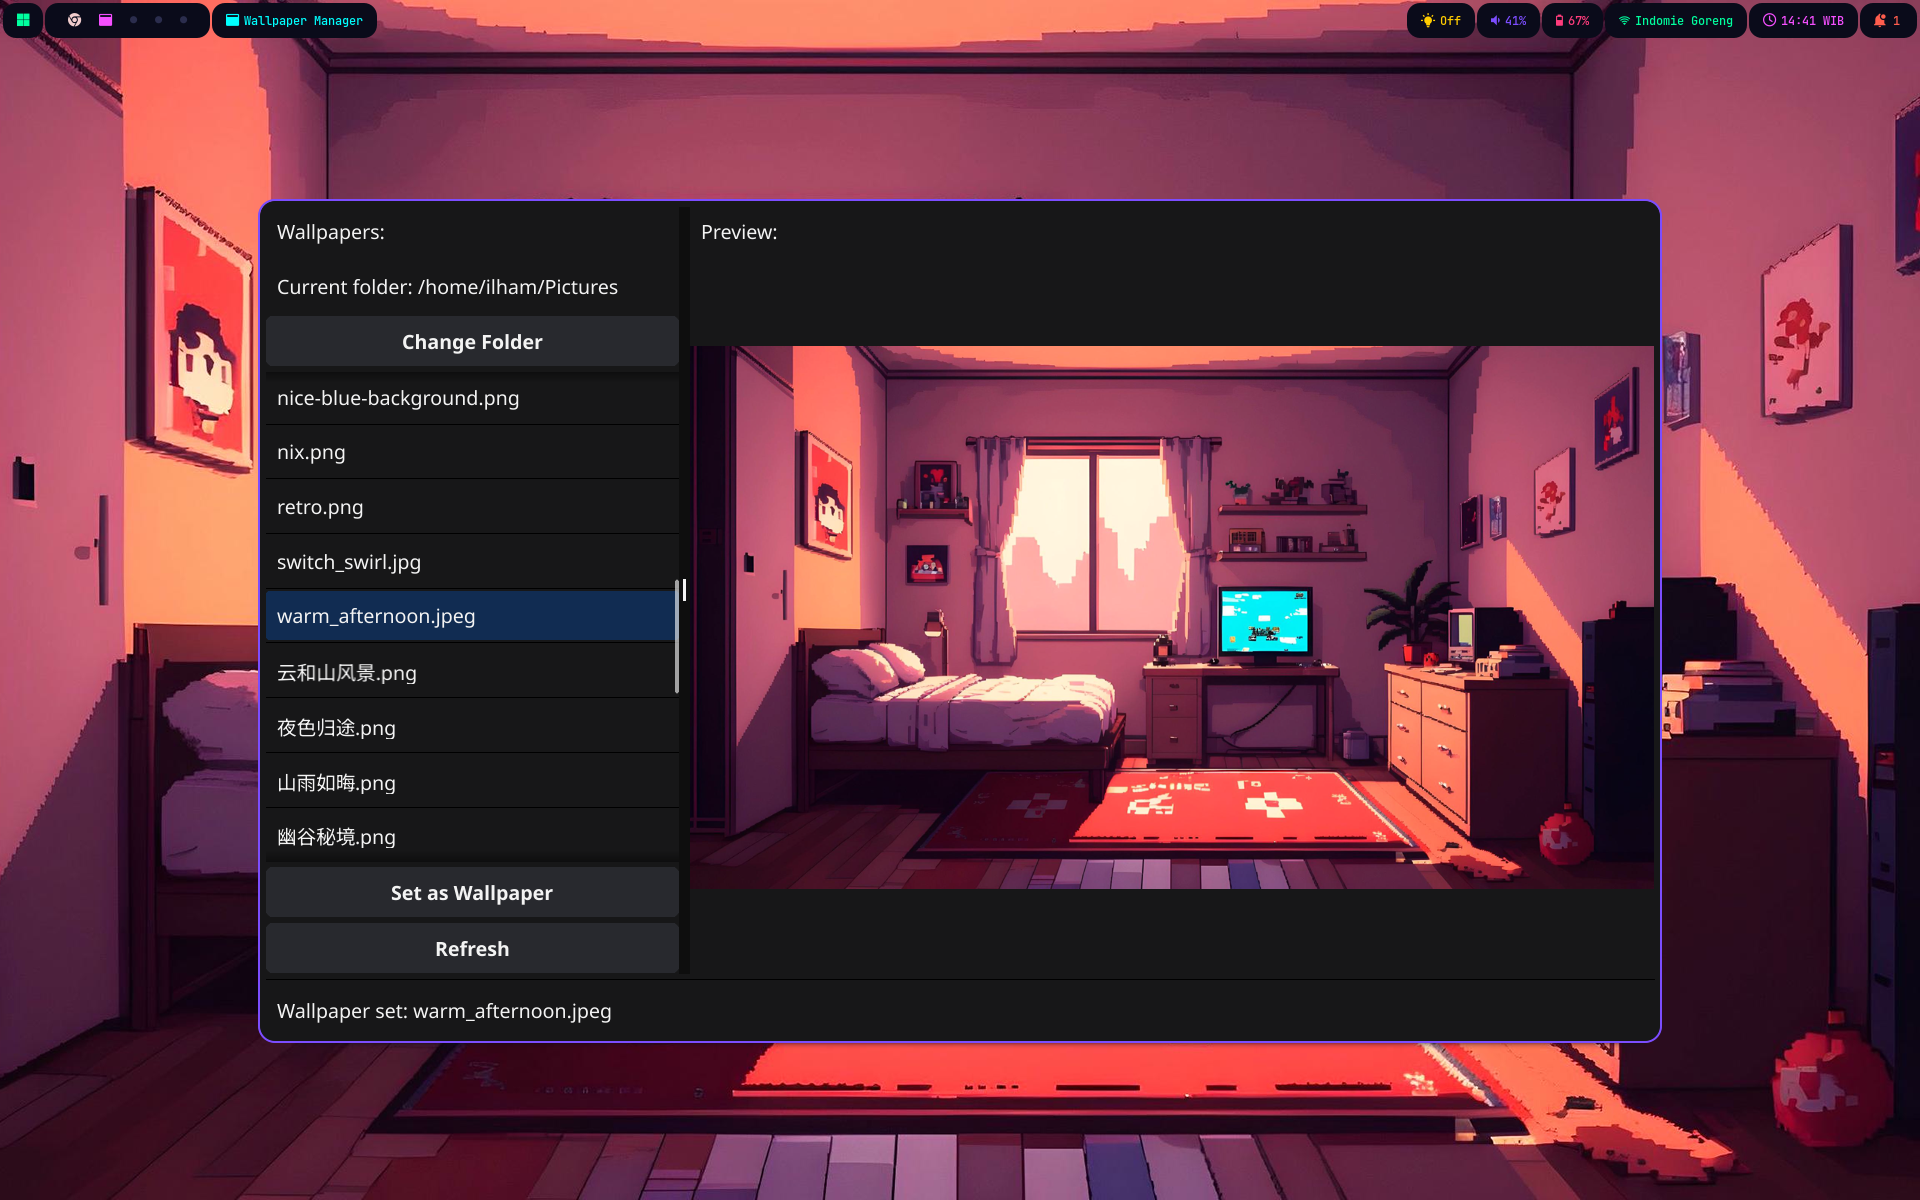 Wallpaper Manager
Off
41%
67%
Indomie Goreng
14:41 WIB
1
Wallpapers:
Current folder: /home/ilham/Pictures
Change Folder
nice-blue-background.png
nix.png
retro.png
switch_swirl.jpg
warm_afternoon.jpeg
云和山风景.png
夜色归途.png
山雨如晦.png
幽谷秘境.png
Set as Wallpaper
Refresh
Preview:
Wallpaper set: warm_afternoon.jpeg